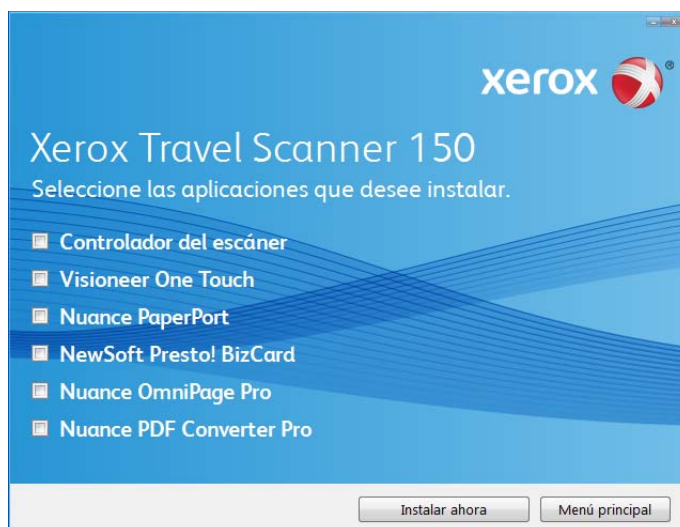 xerox ®
Xerox Travel Scanner 150
Seleccione las aplicaciones que desee instalar.
Controlador del escáner
Visioneer One Touch
Nuance PaperPort
NewSoft Presto! BizCard
Nuance OmniPage Pro
Nuance PDF Converter Pro
Instalar ahora Menú principal